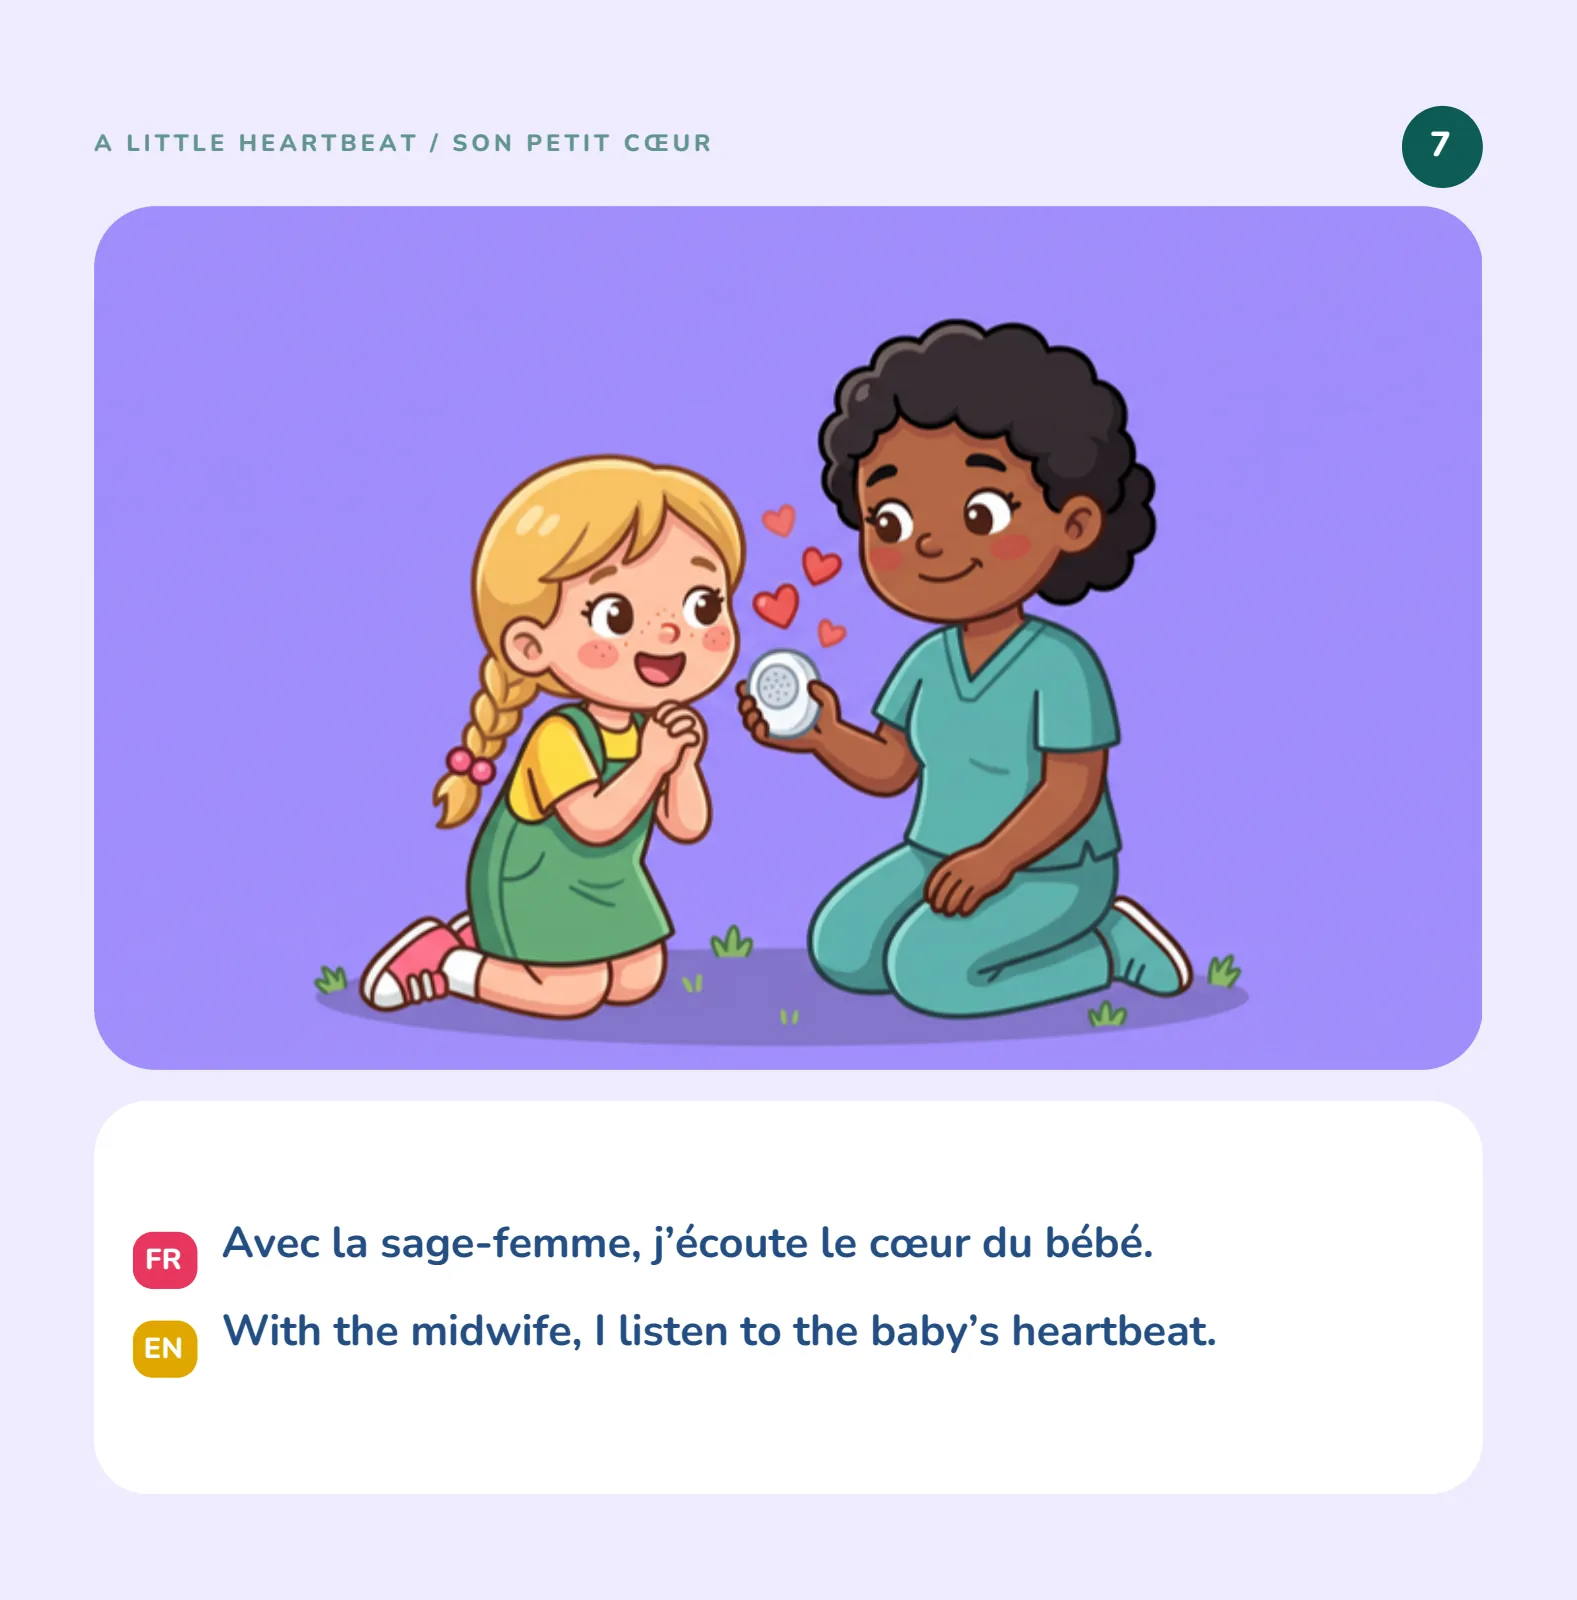 A LITTLE HEARTBEAT / SON PETIT CŒUR
7
FR Avec la sage-femme, j’écoute le cœur du bébé.
EN With the midwife, I listen to the baby’s heartbeat.